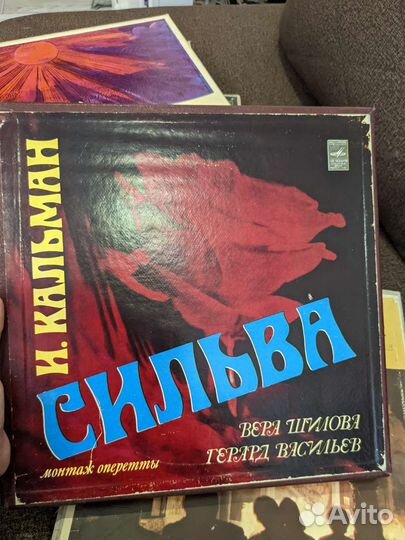 И. КАЛЬМАН
СИЛЬВА
ВЕРА ШИЛОВА
ГЕРАРД ВАСИЛЬЕВ
монтаж оперетты
Avito